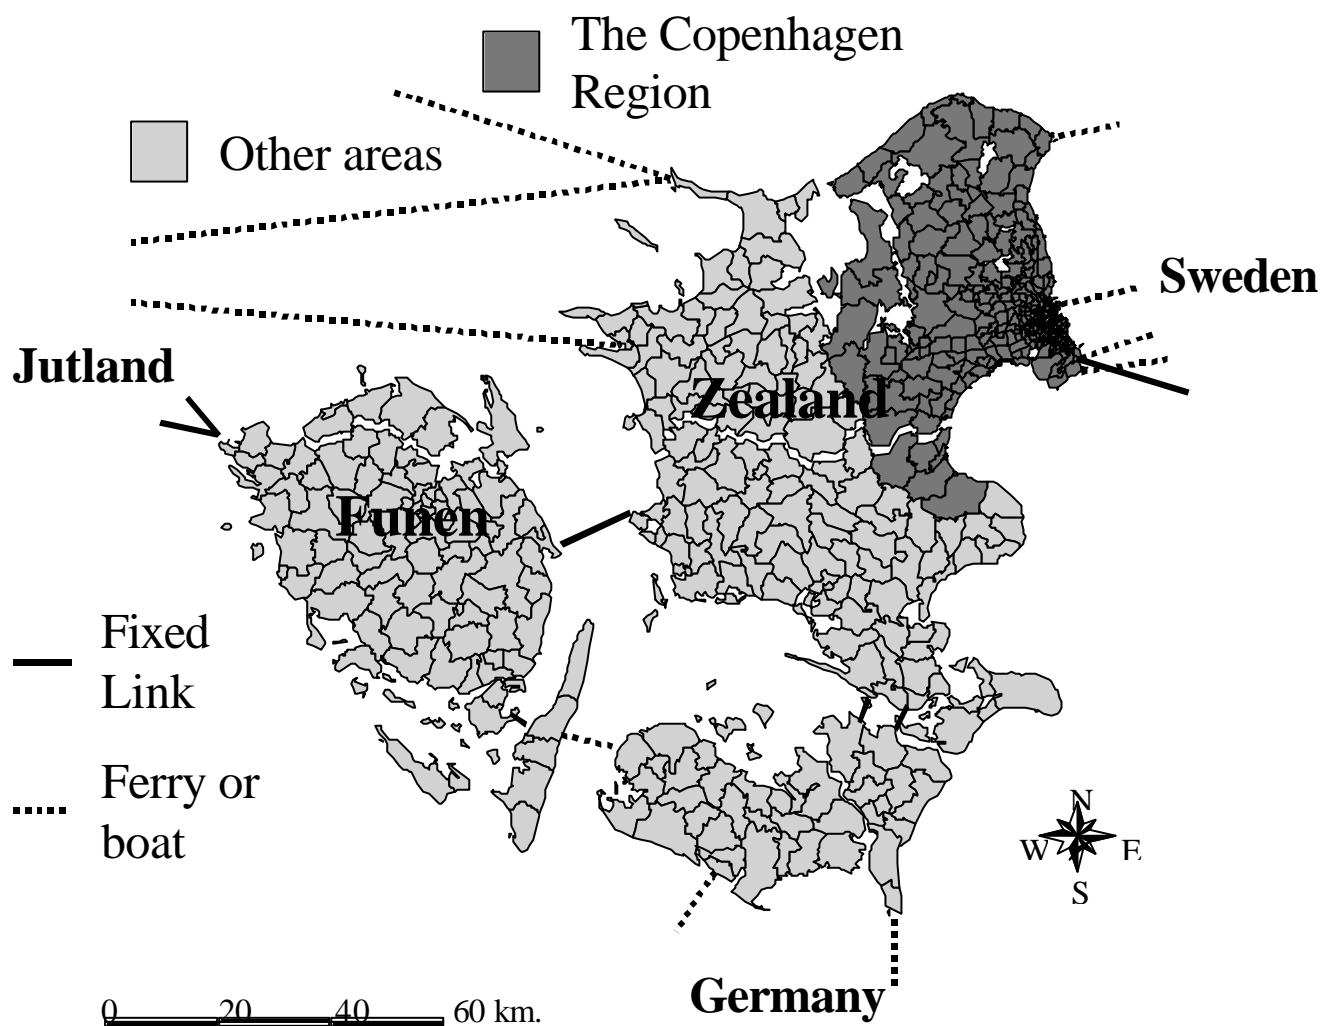 The Copenhagen
Region
Other areas
Sweden
Jutland
Zealand
Funen
Fixed
Link
Ferry or
boat
N
W E
S
Germany
0 20 40 60 km.